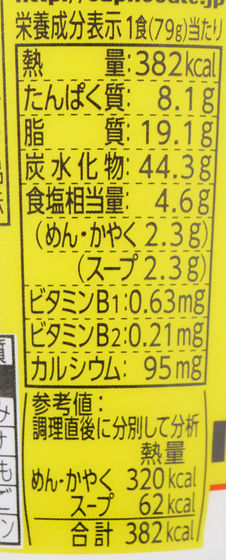 栄養成分表示 1食(79g)当たり
熱量:382kcal
たんぱく質: 8.1g
脂質:19.1g
炭水化物:44.3g
食塩相当量: 4.6g
(めん・かやく 2.3g)
(スープ 2.3g)
ビタミンB1:0.63mg
ビタミンB2:0.21mg
カルシウム: 95mg
参考値:
調理直後に分別して分析
熱量
めん・かやく 320kcal
スープ 62kcal
合計 382kcal